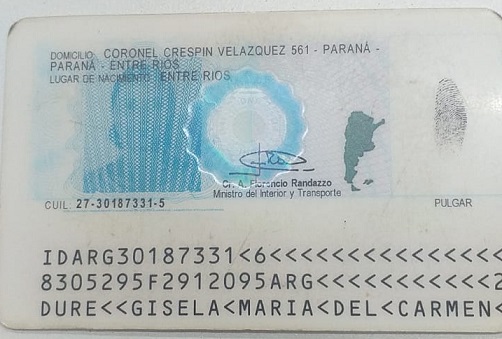 DOMICILIO: CORONEL CRESPIN VELAZQUEZ 561 - PARANÁ -
PARANÁ - ENTRE RIOS
LUGAR DE NACIMIENTO: ENTRE RIOS
Cr. A. Florencio Randazzo
Ministro del Interior y Transporte
CUIL: 27-30187331-5
PULGAR
IDARG30187331<6<<<<<<<<<<<<<<<
8305295F2912095ARG<<<<<<<<<<<2
DURE<<GISELA<MARIA<DEL<CARMEN<